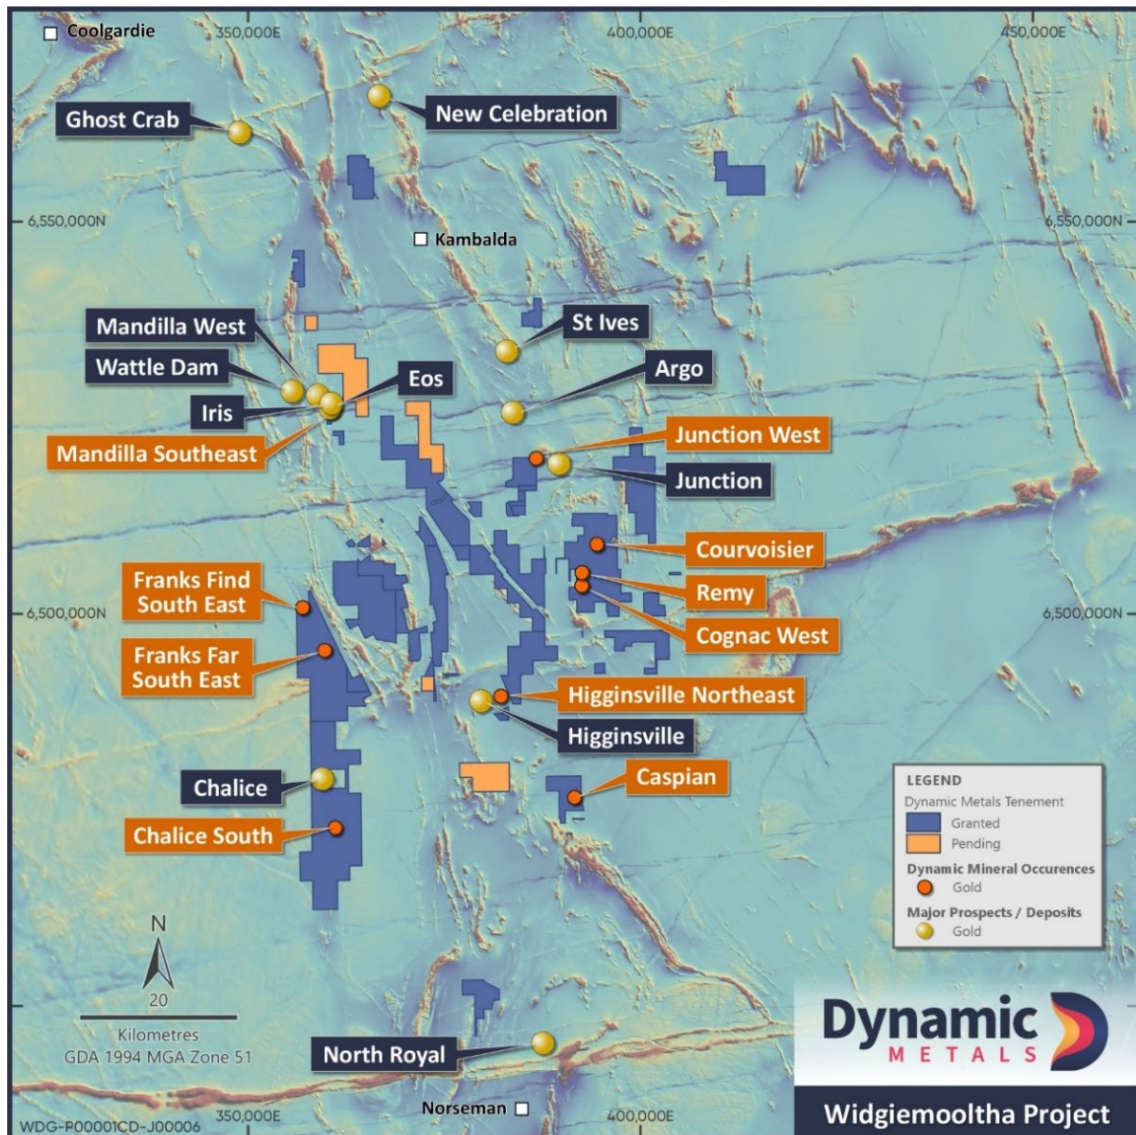 Coolgardie
350,000E
400,000E
450,000E
Ghost Crab
New Celebration
6,550,000N
6,550,000N
Kambalda
Mandilla West
St Ives
Wattle Dam
Eos
Argo
Iris
Mandilla Southeast
Junction West
Junction
Courvoisier
Franks Find
South East
Remy
6,500,000N
6,500,000N
Cognac West
Franks Far
South East
Higginsville Northeast
Higginsville
Chalice
Caspian
Chalice South
LEGEND
Dynamic Metals Tenement
Granted
Pending
Dynamic Mineral Occurences
Gold
Major Prospects / Deposits
Gold
N
20
Kilometres
GDA 1994 MGA Zone 51
North Royal
Dynamic
METALS
Norseman
350,000E
400,000E
WDG-P00001CD-J00006
Widgiemooltha Project